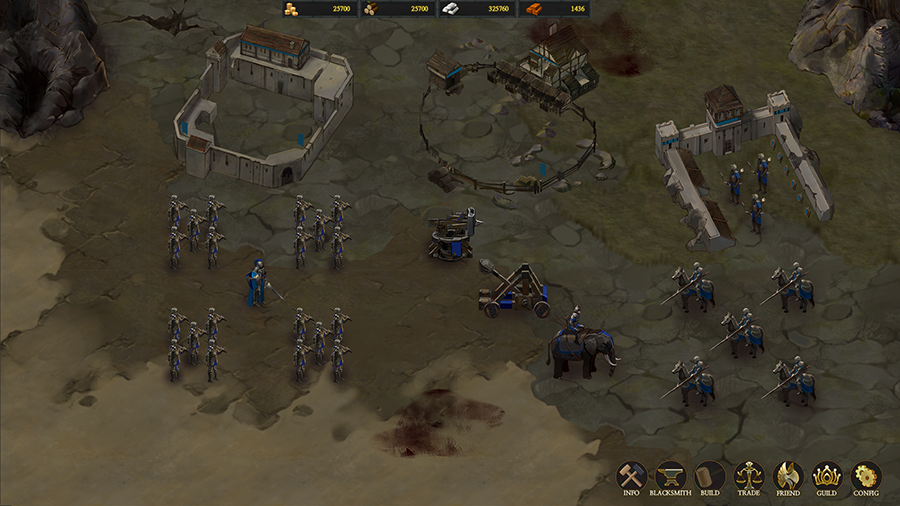 25700
25700
325760
1436
INFO
BLACKSMITH
BUILD
TRADE
FRIEND
GUILD
CONFIG